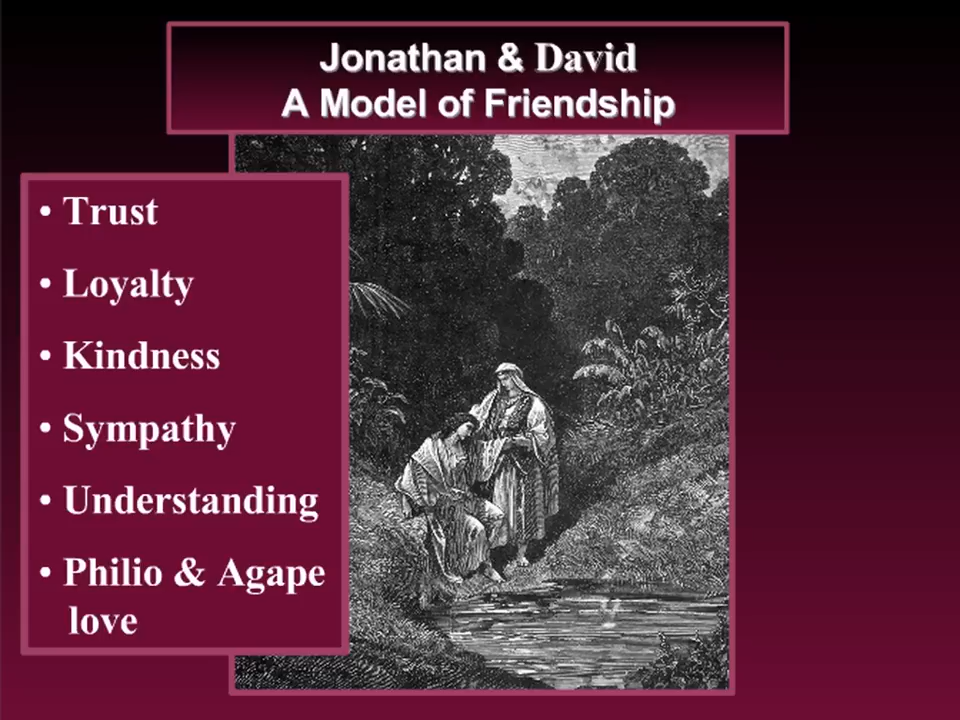 Jonathan & David
A Model of Friendship
• Trust
• Loyalty
• Kindness
• Sympathy
• Understanding
• Philio & Agape
love